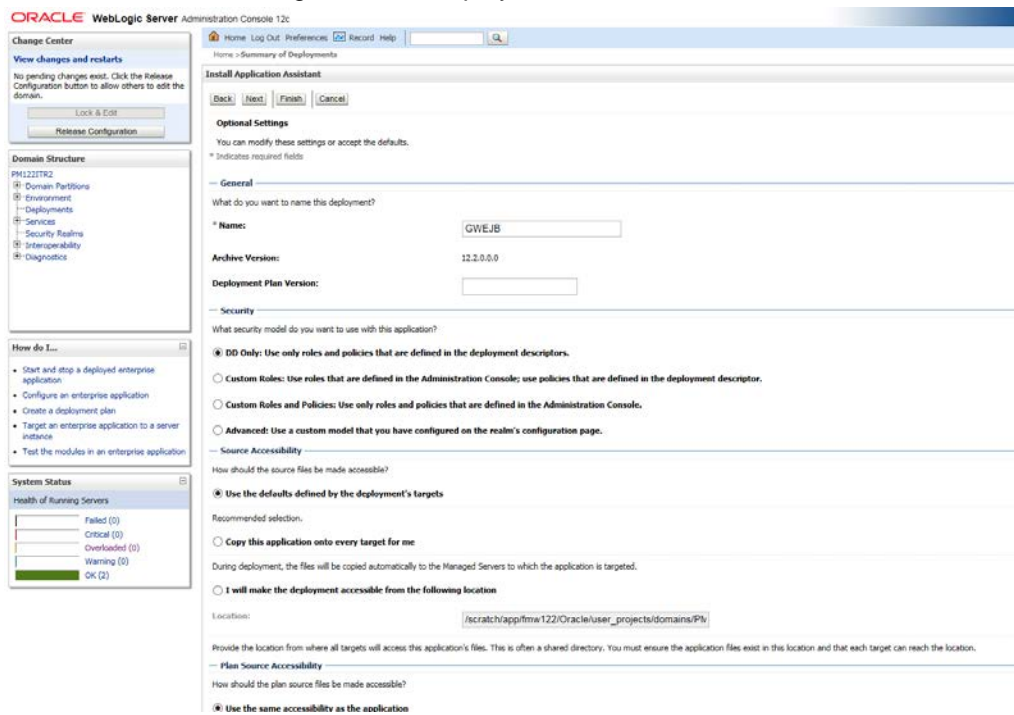 ORACLE WebLogic Server Administration Console 12c
Change Center
View changes and restarts
No pending changes exist. Click the Release
Configuration button to allow others to edit the
domain.
Lock & Edit
Release Configuration
Domain Structure
PM122ITR2
Domain Partitions
Environment
Deployments
Services
Security Realms
Interoperability
Diagnostics
How do I...
Start and stop a deployed enterprise
application
Configure an enterprise application
Create a deployment plan
Target an enterprise application to a server
instance
Test the modules in an enterprise application
System Status
Health of Running Servers
Failed (0)
Critical (0)
Overloaded (0)
Warning (0)
OK (2)
Home Log Out Preferences Record Help
Home >Summary of Deployments
Install Application Assistant
Back Next Finish Cancel
Optional Settings
You can modify these settings or accept the defaults.
* Indicates required fields
General
What do you want to name this deployment?
* Name: GWEJB
Archive Version: 12.2.0.0.0
Deployment Plan Version:
Security
What security model do you want to use with this application?
DD Only: Use only roles and policies that are defined in the deployment descriptors.
Custom Roles: Use roles that are defined in the Administration Console; use policies that are defined in the deployment descriptor.
Custom Roles and Policies: Use only roles and policies that are defined in the Administration Console.
Advanced: Use a custom model that you have configured on the realm's configuration page.
Source Accessibility
How should the source files be made accessible?
Use the defaults defined by the deployment's targets
Recommended selection.
Copy this application onto every target for me
During deployment, the files will be copied automatically to the Managed Servers to which the application is targeted.
I will make the deployment accessible from the following location
Location: /scratch/app/fmw122/Oracle/user_projects/domains/PM
Provide the location from where all targets will access this application's files. This is often a shared directory. You must ensure the application files exist in this location and that each target can reach the location.
Plan Source Accessibility
How should the plan source files be made accessible?
Use the same accessibility as the application